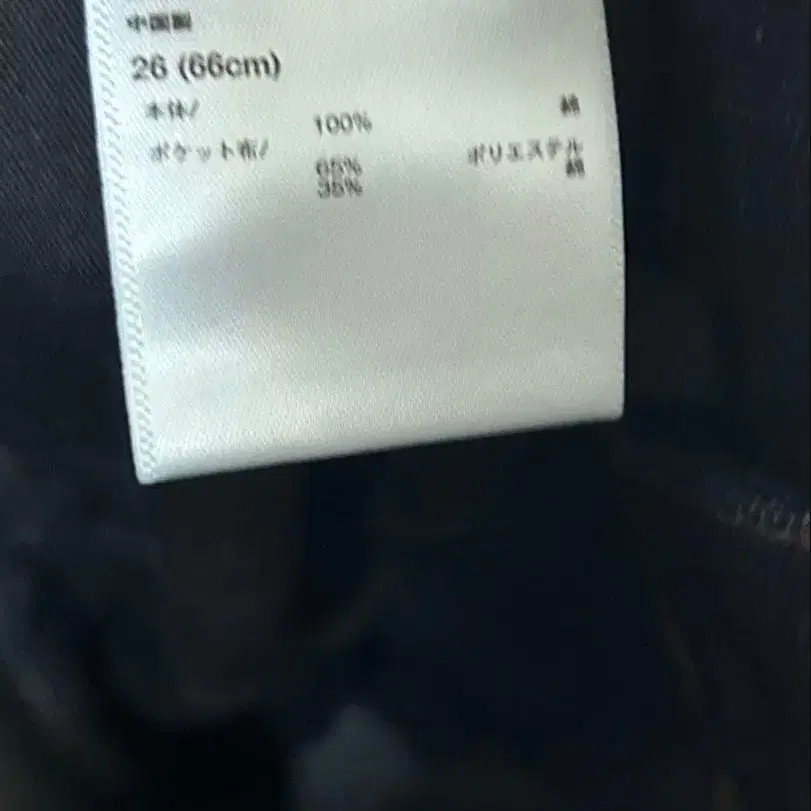 中国製
26 (66cm)
本体/
100% 綿
ポケット布/
65% ポリエステル
35% 綿